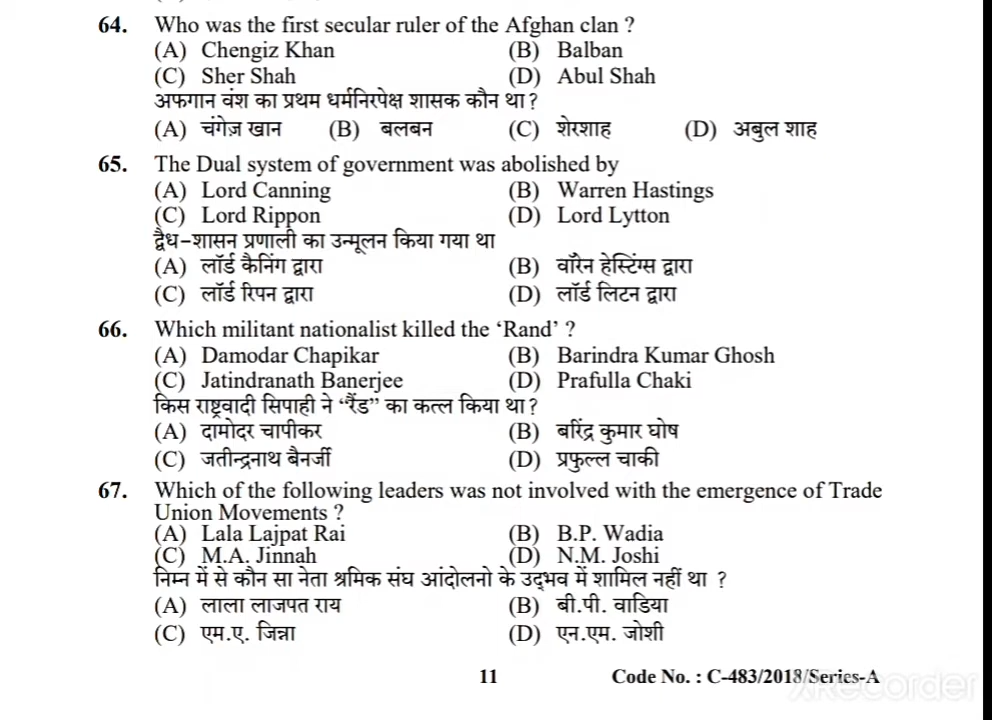 64. Who was the first secular ruler of the Afghan clan ?
(A) Chengiz Khan (B) Balban
(C) Sher Shah (D) Abul Shah
अफगान वंश का प्रथम धर्मनिरपेक्ष शासक कौन था ?
(A) चंगेज़ खान (B) बलबन (C) शेरशाह (D) अबुल शाह
65. The Dual system of government was abolished by
(A) Lord Canning (B) Warren Hastings
(C) Lord Rippon (D) Lord Lytton
द्वैध-शासन प्रणाली का उन्मूलन किया गया था
(A) लॉर्ड कैनिंग द्वारा (B) वॉरेन हेस्टिंग्स द्वारा
(C) लॉर्ड रिपन द्वारा (D) लॉर्ड लिटन द्वारा
66. Which militant nationalist killed the ‘Rand’ ?
(A) Damodar Chapikar (B) Barindra Kumar Ghosh
(C) Jatindranath Banerjee (D) Prafulla Chaki
किस राष्ट्रवादी सिपाही ने “रैंड” का कत्ल किया था ?
(A) दामोदर चापीकर (B) बरिंद्र कुमार घोष
(C) जतीन्द्रनाथ बैनर्जी (D) प्रफुल्ल चाकी
67. Which of the following leaders was not involved with the emergence of Trade
Union Movements ?
(A) Lala Lajpat Rai (B) B.P. Wadia
(C) M.A. Jinnah (D) N.M. Joshi
निम्न में से कौन सा नेता श्रमिक संघ आंदोलनो के उद्‌भव में शामिल नहीं था ?
(A) लाला लाजपत राय (B) बी.पी. वाडिया
(C) एम.ए. जिन्ना (D) एन.एम. जोशी
11 Code No. : C-483/2018/Series-A
XRecorder